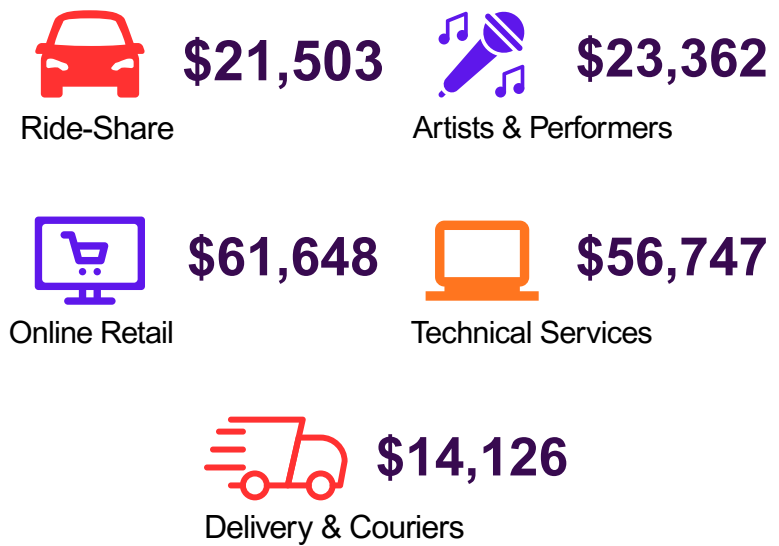 $21,503
Ride-Share
$23,362
Artists & Performers
$61,648
Online Retail
$56,747
Technical Services
$14,126
Delivery & Couriers